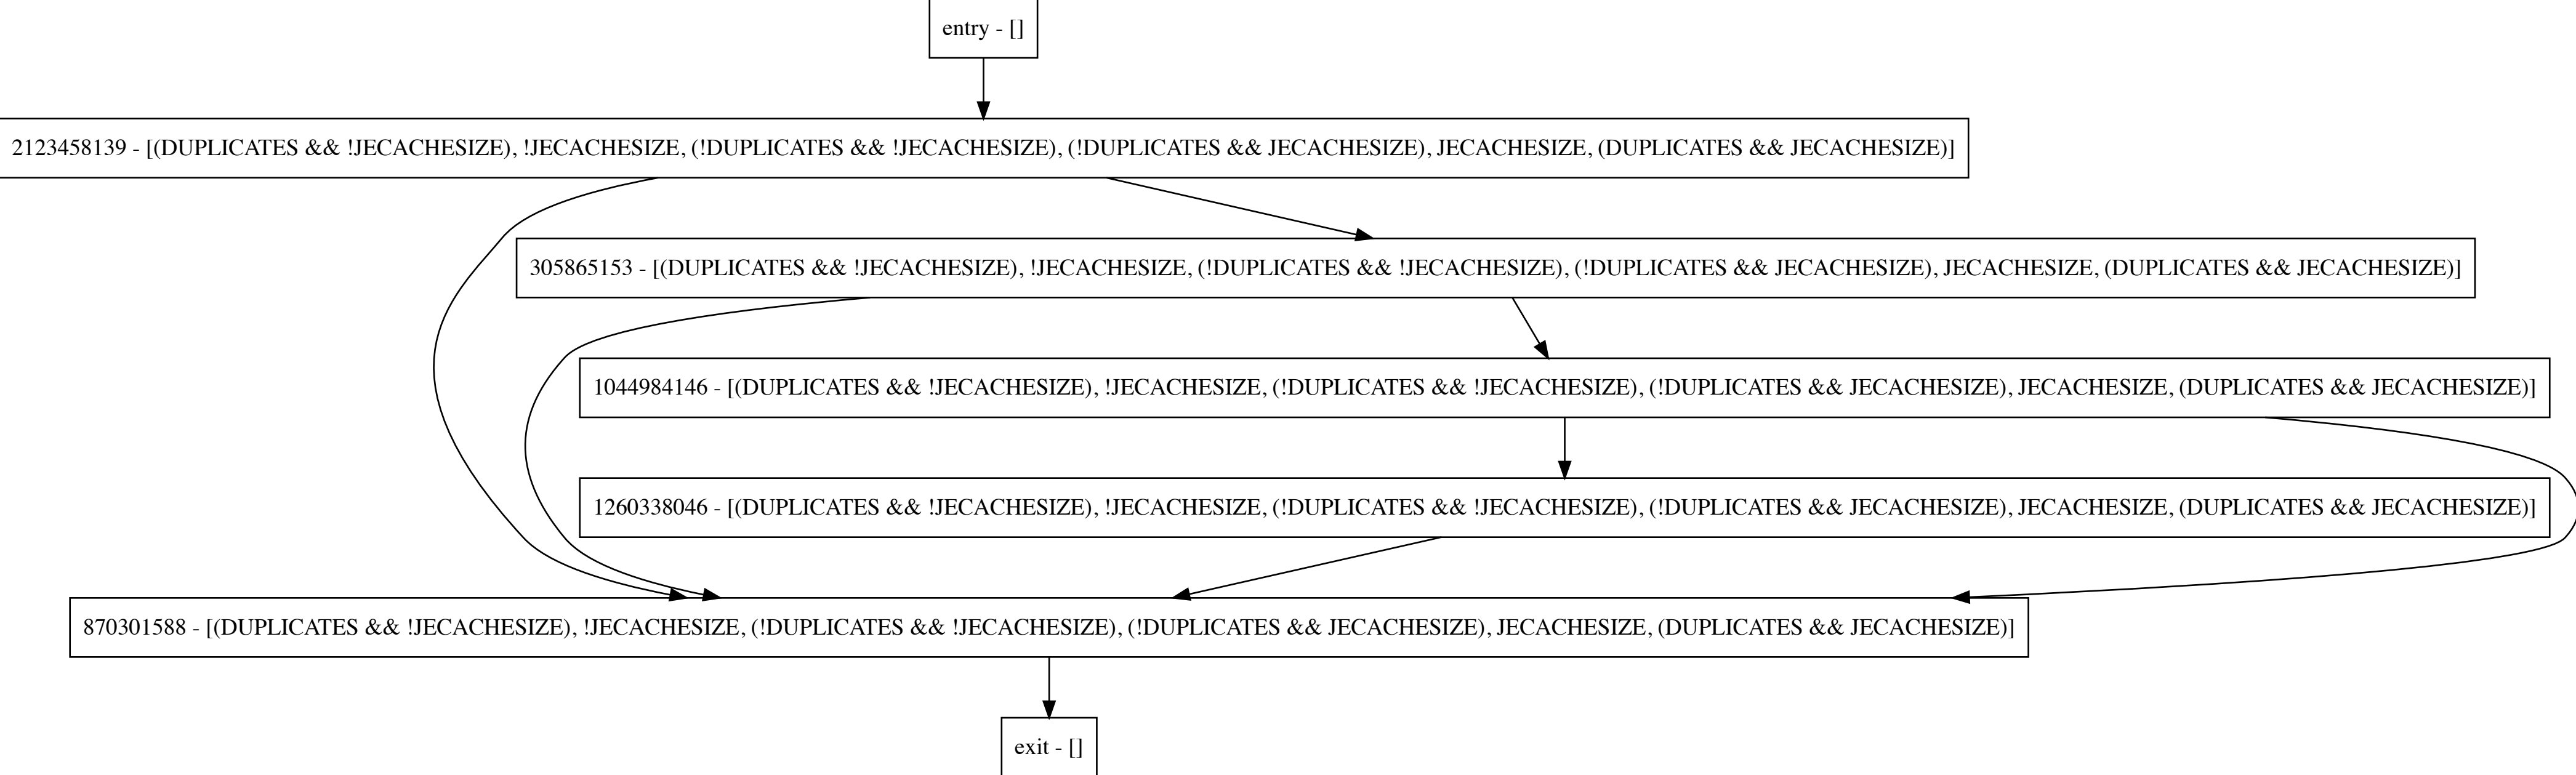 entry - []
2123458139 - [(DUPLICATES && !JECACHESIZE), !JECACHESIZE, (!DUPLICATES && !JECACHESIZE), (!DUPLICATES && JECACHESIZE), JECACHESIZE, (DUPLICATES && JECACHESIZE)]
305865153 - [(DUPLICATES && !JECACHESIZE), !JECACHESIZE, (!DUPLICATES && !JECACHESIZE), (!DUPLICATES && JECACHESIZE), JECACHESIZE, (DUPLICATES && JECACHESIZE)]
1044984146 - [(DUPLICATES && !JECACHESIZE), !JECACHESIZE, (!DUPLICATES && !JECACHESIZE), (!DUPLICATES && JECACHESIZE), JECACHESIZE, (DUPLICATES && JECACHESIZE)]
1260338046 - [(DUPLICATES && !JECACHESIZE), !JECACHESIZE, (!DUPLICATES && !JECACHESIZE), (!DUPLICATES && JECACHESIZE), JECACHESIZE, (DUPLICATES && JECACHESIZE)]
870301588 - [(DUPLICATES && !JECACHESIZE), !JECACHESIZE, (!DUPLICATES && !JECACHESIZE), (!DUPLICATES && JECACHESIZE), JECACHESIZE, (DUPLICATES && JECACHESIZE)]
exit - []